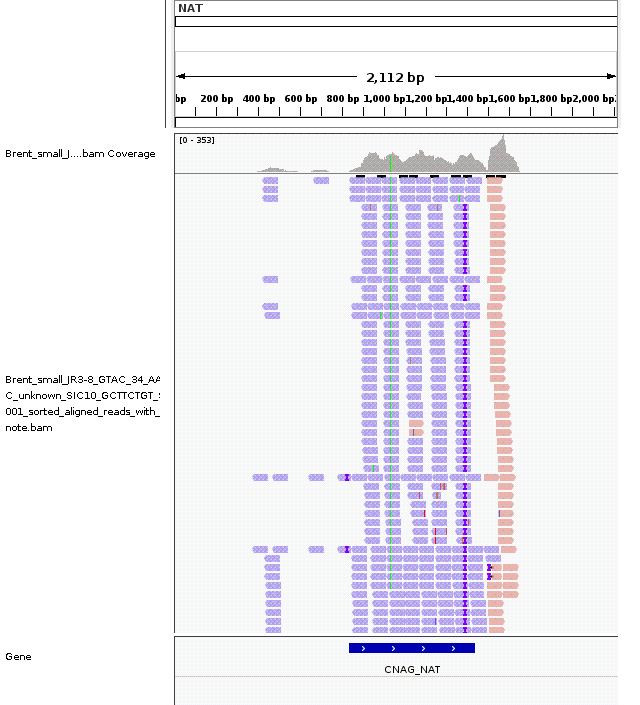 NAT
2,112 bp
bp 200 bp 400 bp 600 bp 800 bp 1,000 bp 1,200 bp 1,400 bp 1,600 bp 1,800 bp 2,000 bp
[0 - 353]
Brent_small_J....bam Coverage
Brent_small_JR3-8_GTAC_34_AA
C_unknown_SIC10_GCTTCTGT_
001_sorted_aligned_reads_with_
note.bam
Gene
CNAG_NAT